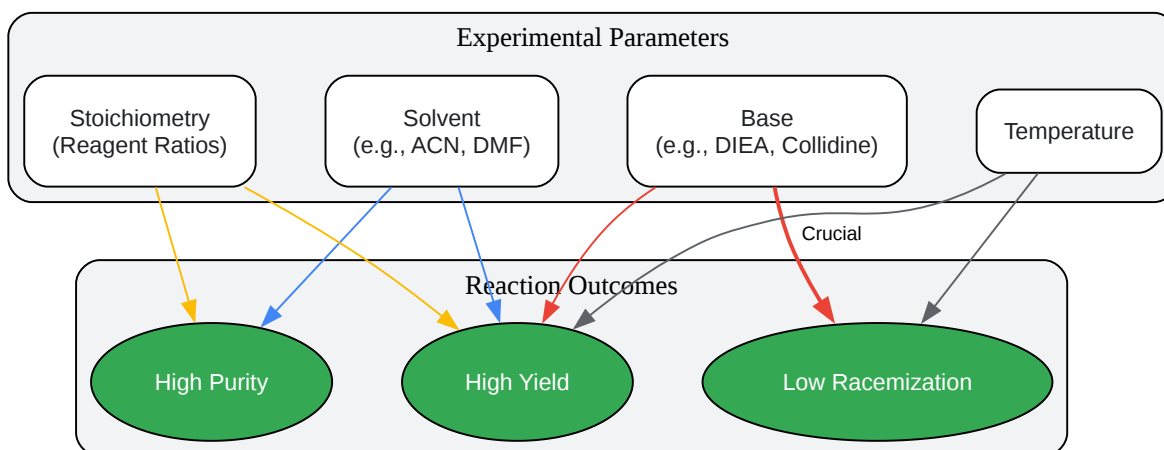 Experimental Parameters
Stoichiometry
(Reagent Ratios)
Solvent
(e.g., ACN, DMF)
Base
(e.g., DIEA, Collidine)
Temperature
Crucial
Reaction Outcomes
High Purity
High Yield
Low Racemization